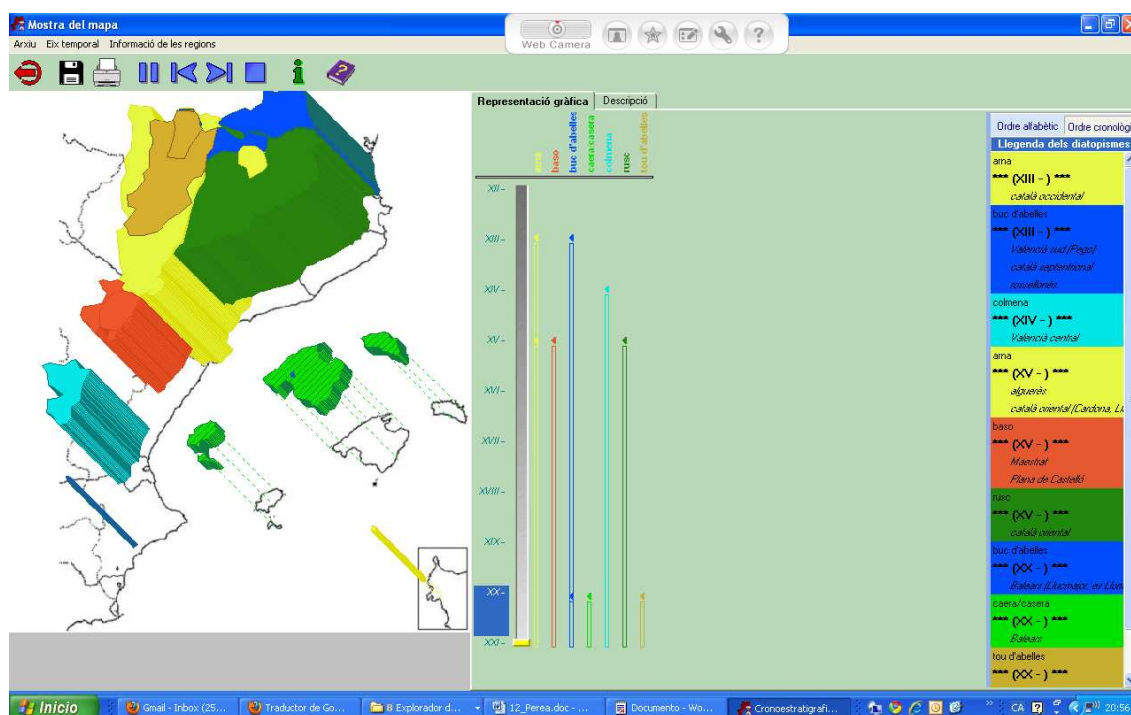 Mostra del mapa
Web Camera
Arxiu Eix temporal Informació de les regions
Representació gràfica Descripció
arna
baso
buc d'abelles
caera/casera
colmena
rusc
tou d'abelles
XII
XIII
XIV
XV
XVI
XVII
XVIII
XIX
XX
XXI
Ordre alfabètic Ordre cronològi
Llegenda dels diatopismes
arna
*** (XIII - ) ***
català occidental
buc d'abelles
*** (XIII - ) ***
Valencià sud (Pego)
català septentrional
rossellonès
colmena
*** (XIV - ) ***
Valencià central
arna
*** (XV - ) ***
alguerès
català oriental (Cardona,
baso
*** (XV - ) ***
Maestrat
Plana de Castelló
rusc
*** (XV - ) ***
català oriental
buc d'abelles
*** (XX - ) ***
Balears (Llucmajor, es
caera/casera
*** (XX - ) ***
Balears
tou d'abelles
*** (XX - ) ***
Inicio Gmail - Inbox (25... Traductor de Go... 8 Explorador d... 12_Perea.doc - ... Documento - Wo... Cronoestratigrafi... CA 20:56